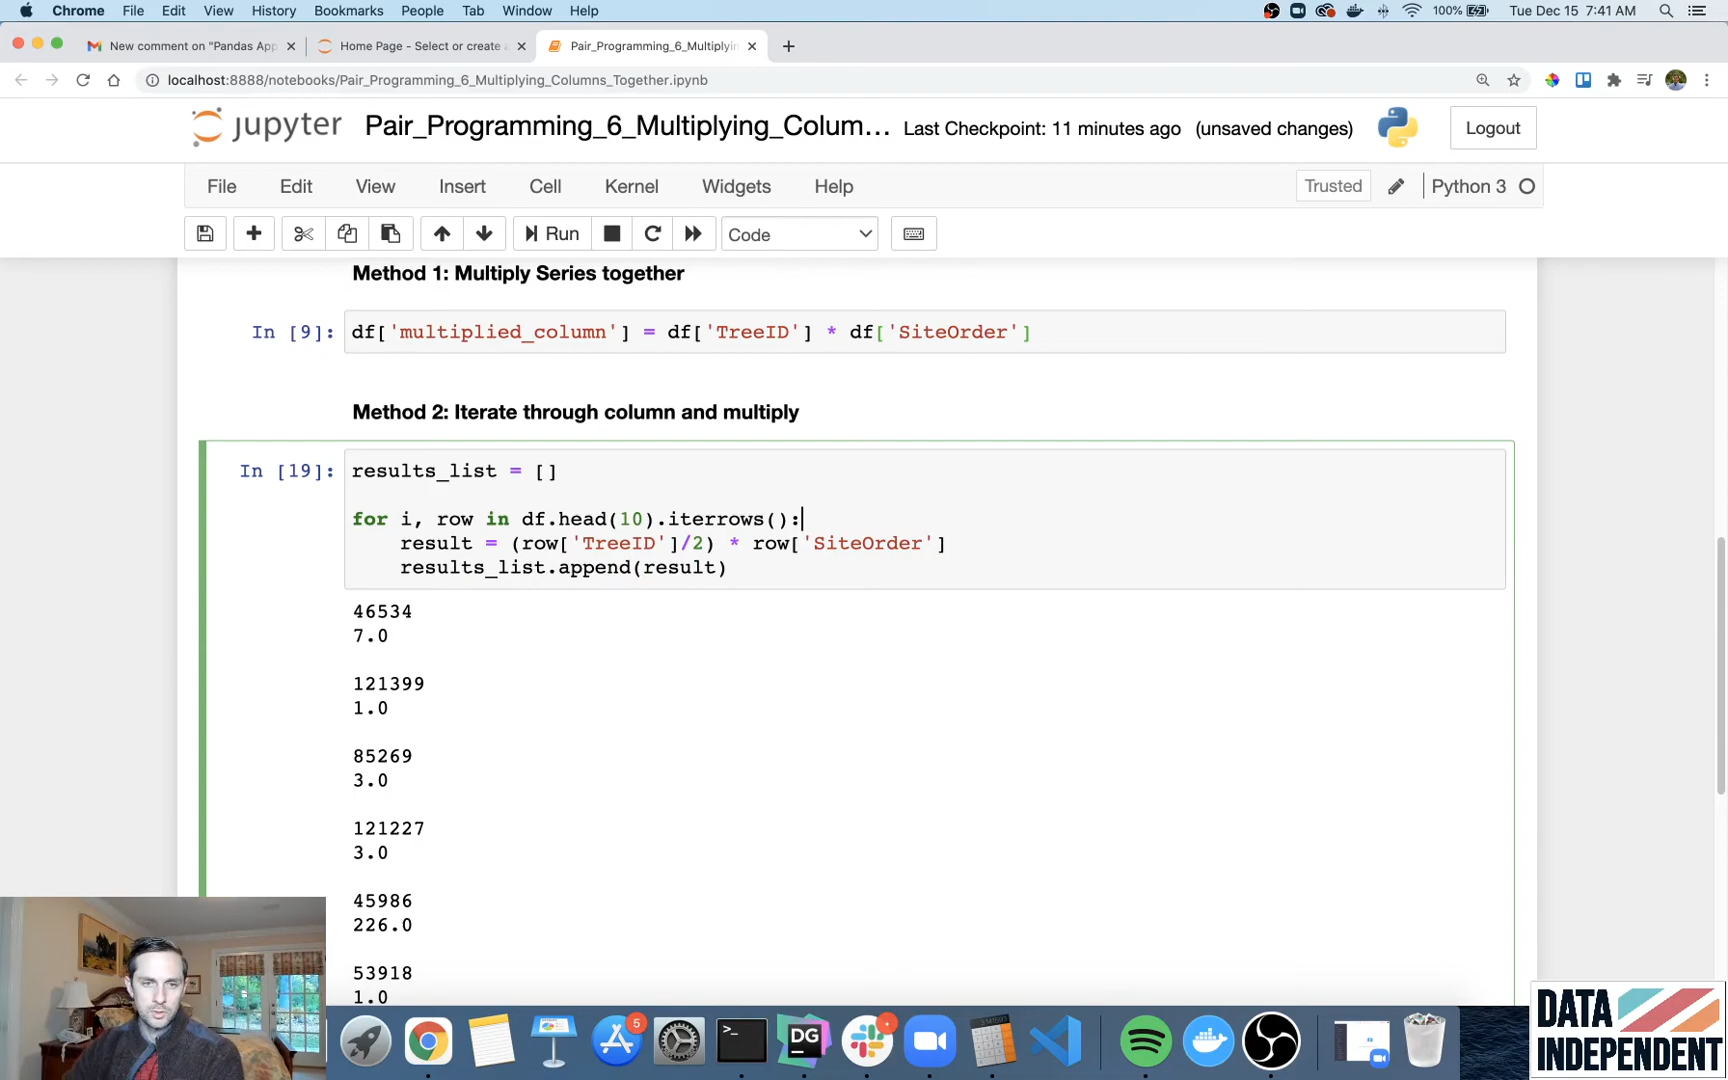 Chrome File Edit View History Bookmarks People Tab Window Help 100% Tue Dec 15 7:41 AM
New comment on "Pandas App Home Page - Select or create a Pair_Programming_6_Multiplyin
localhost:8888/notebooks/Pair_Programming_6_Multiplying_Columns_Together.ipynb
jupyter Pair_Programming_6_Multiplying_Colum... Last Checkpoint: 11 minutes ago (unsaved changes) Logout
File Edit View Insert Cell Kernel Widgets Help Trusted Python 3
Run Code
Method 1: Multiply Series together
In [9]: df['multiplied_column'] = df['TreeID'] * df['SiteOrder']
Method 2: Iterate through column and multiply
In [19]: results_list = []
for i, row in df.head(10).iterrows():
result = (row['TreeID']/2) * row['SiteOrder']
results_list.append(result)
46534
7.0
121399
1.0
85269
3.0
121227
3.0
45986
226.0
53918
1.0
5
DG
DATA
INDEPENDENT